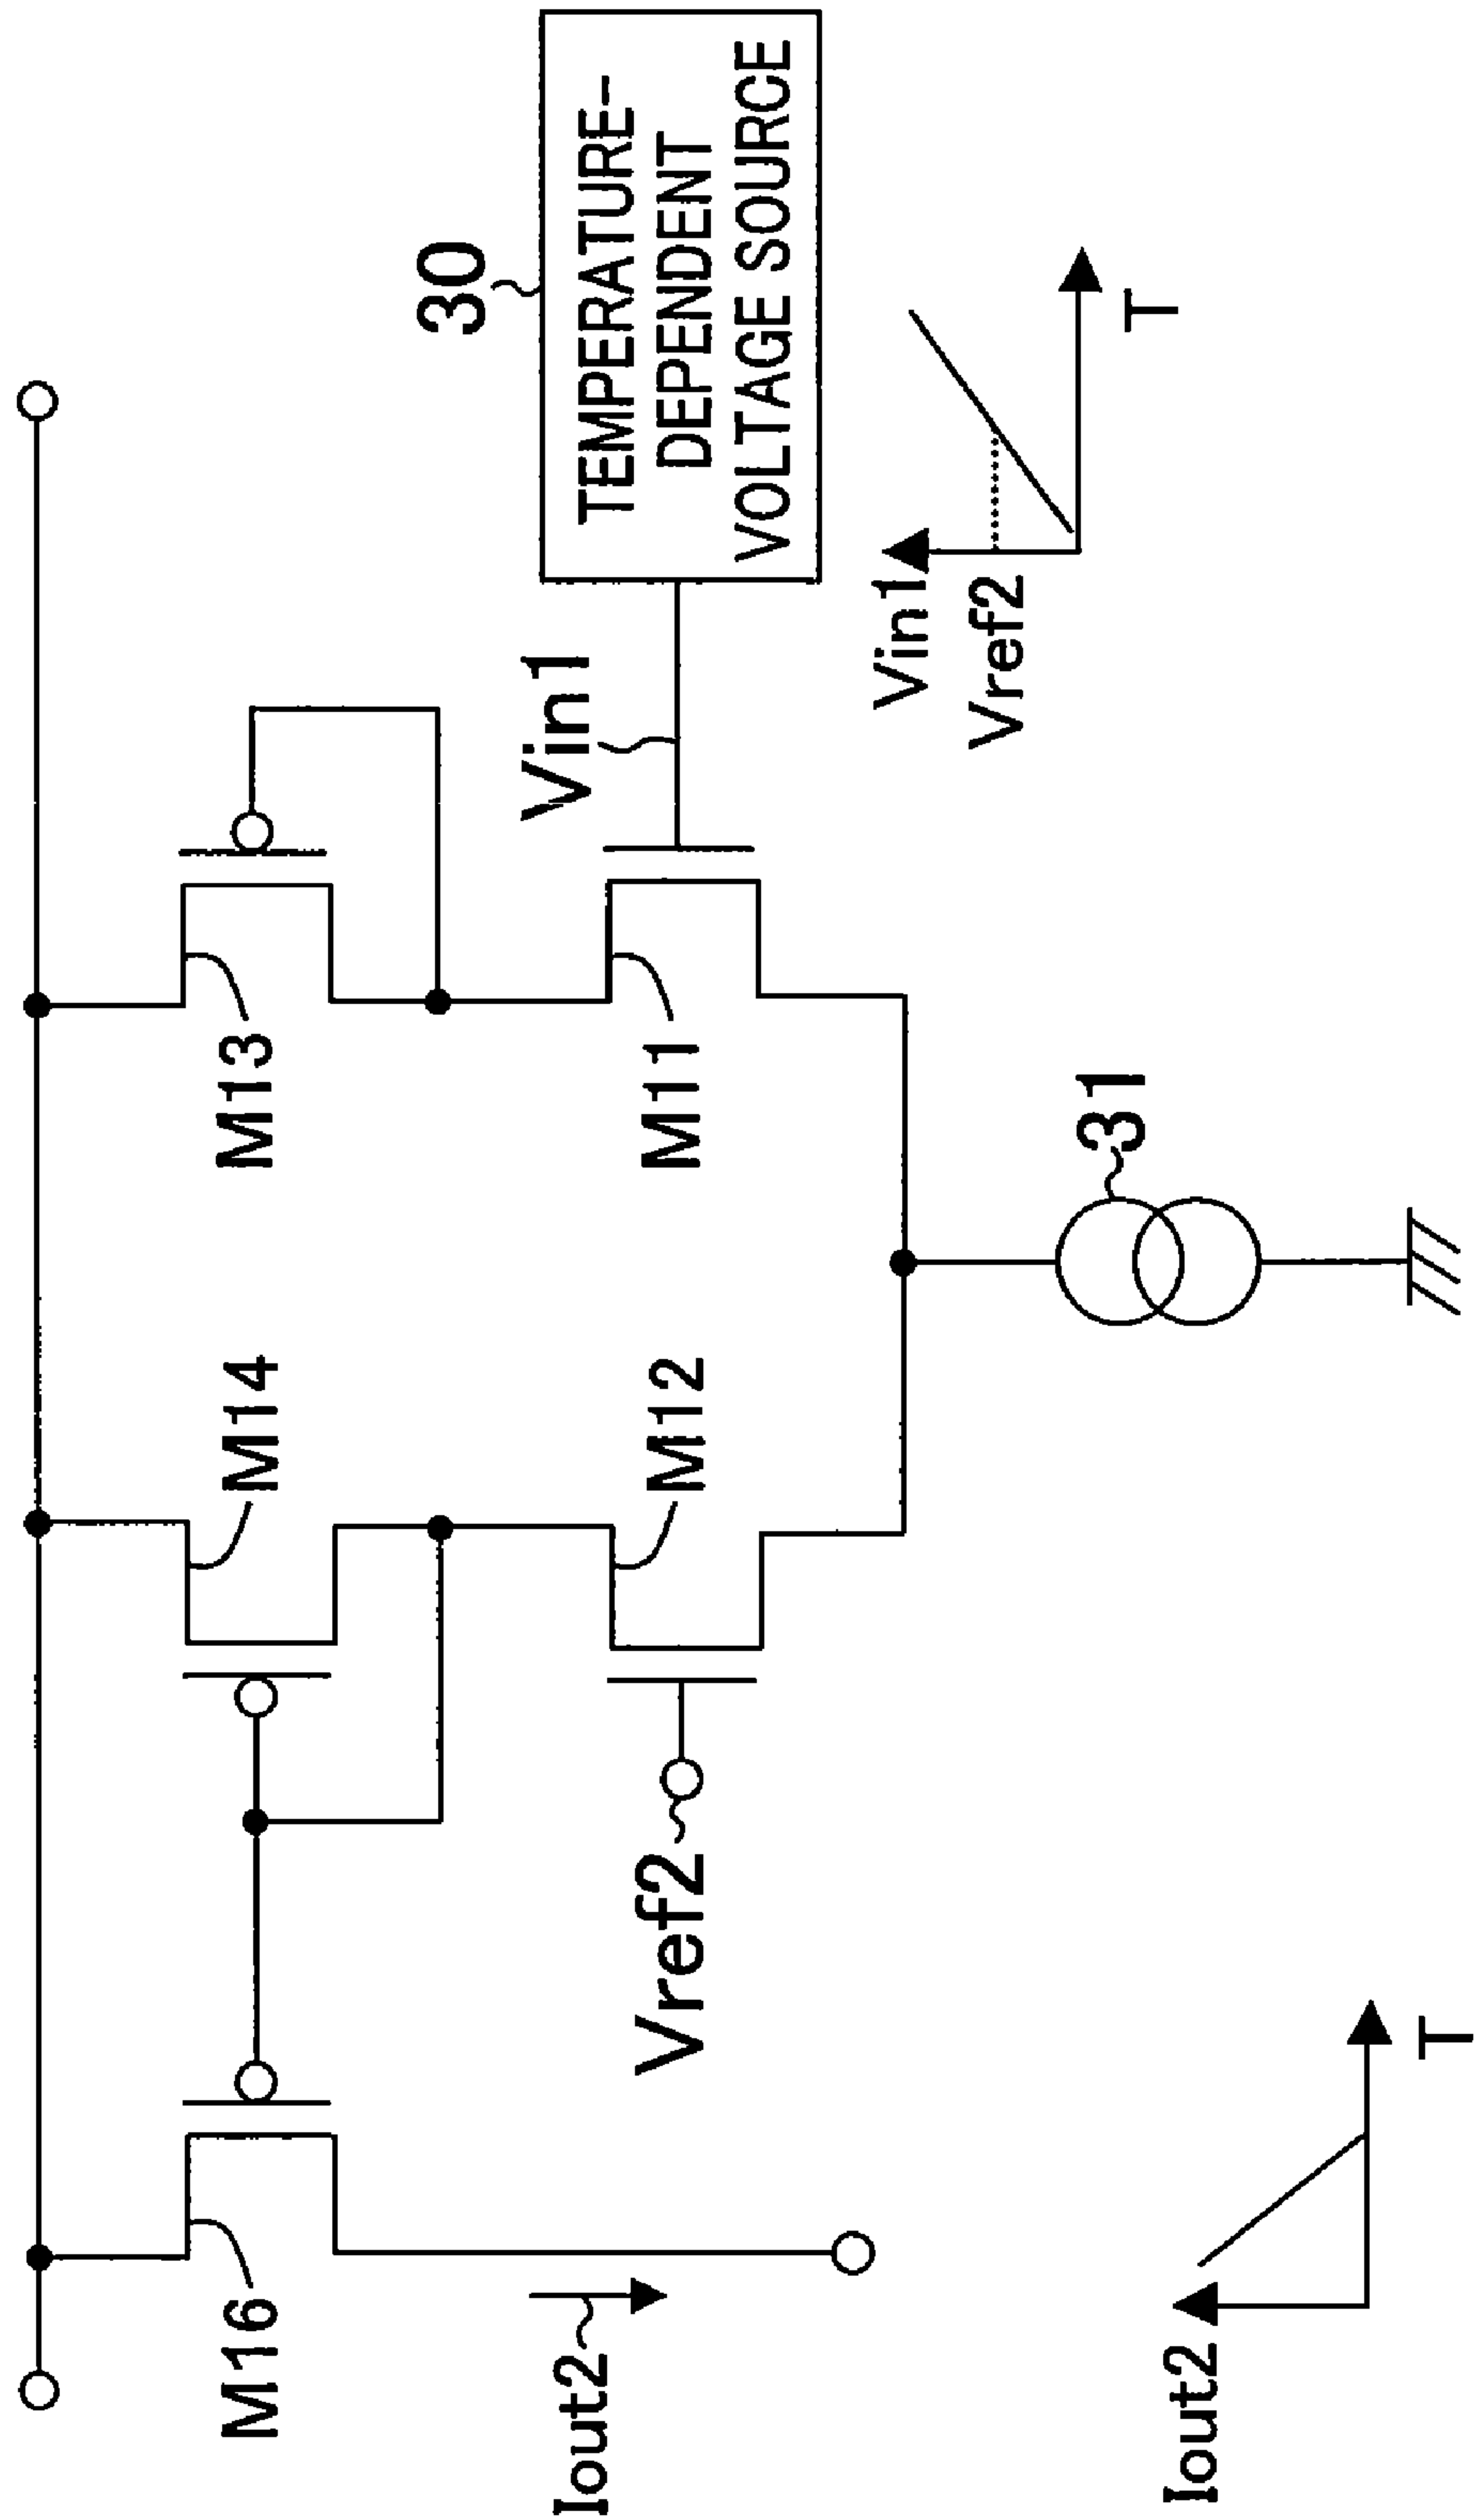 M16
M14
M13
30
TEMPERATURE-
DEPENDENT
VOLTAGE SOURCE
Vin1
Iout2
Vref2
M12
M11
Vin1
Vref2
T
31
Iout2
T